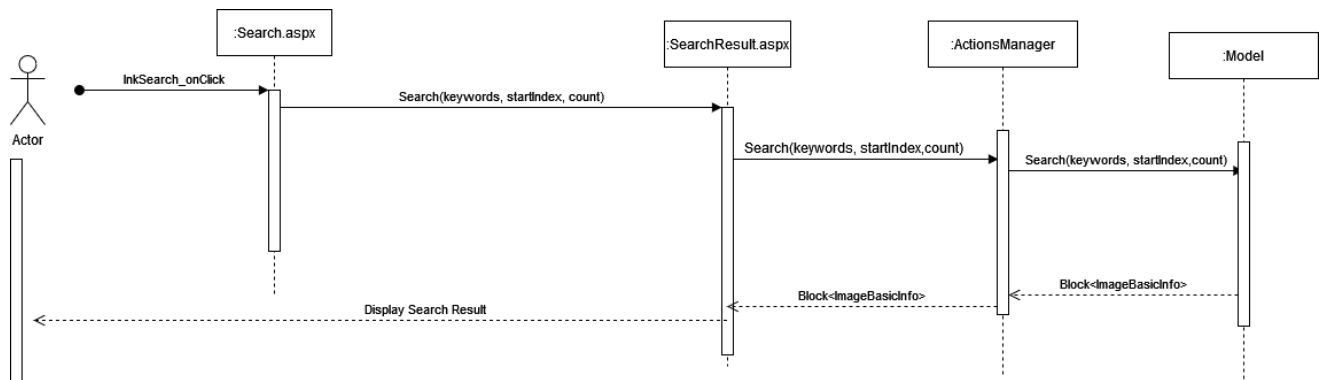 :Search.aspx
:SearchResult.aspx
:ActionsManager
:Model
lnkSearch_onClick
Search(keywords, startIndex, count)
Actor
Search(keywords, startIndex,count)
Search(keywords, startIndex,count)
Block<ImageBasicInfo>
Block<ImageBasicInfo>
Display Search Result